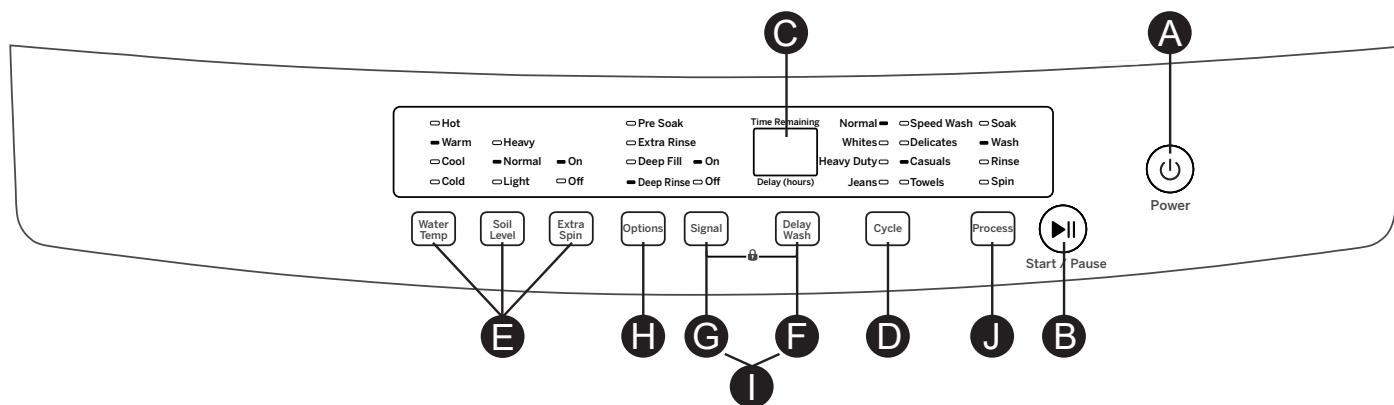 C
A
Hot
Pre Soak
Time Remaining
Normal
Speed Wash
Soak
Warm
Heavy
Extra Rinse
Whites
Delicates
Wash
Cool
Normal
On
Deep Fill
On
Heavy Duty
Casuals
Rinse
Cold
Light
Off
Deep Rinse
Off
Delay (hours)
Jeans
Towels
Spin
Power
Water
Temp
Soil
Level
Extra
Spin
Options
Signal
Delay
Wash
Cycle
Process
Start / Pause
E
H
G
F
D
J
B
I